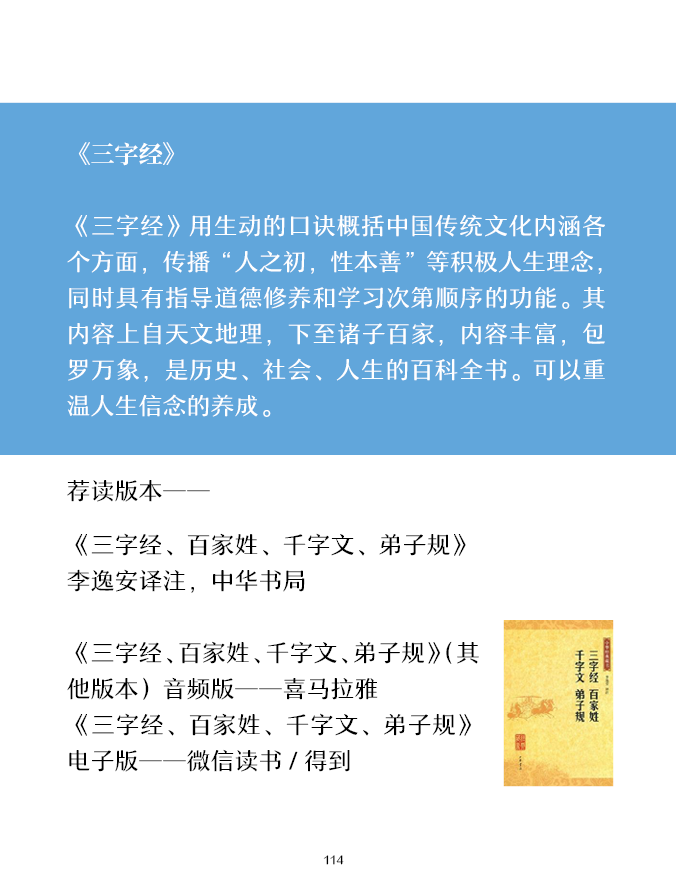 《三字经》
《三字经》用生动的口诀概括中国传统文化内涵各
个方面，传播“人之初，性本善”等积极人生理念，
同时具有指导道德修养和学习次第顺序的功能。其
内容上自天文地理，下至诸子百家，内容丰富，包
罗万象，是历史、社会、人生的百科全书。可以重
温人生信念的养成。
荐读版本——
《三字经、百家姓、千字文、弟子规》
李逸安译注，中华书局
《三字经、百家姓、千字文、弟子规》（其
他版本）音频版——喜马拉雅
《三字经、百家姓、千字文、弟子规》
电子版——微信读书 / 得到
三字经 百家姓
千字文 弟子规
114